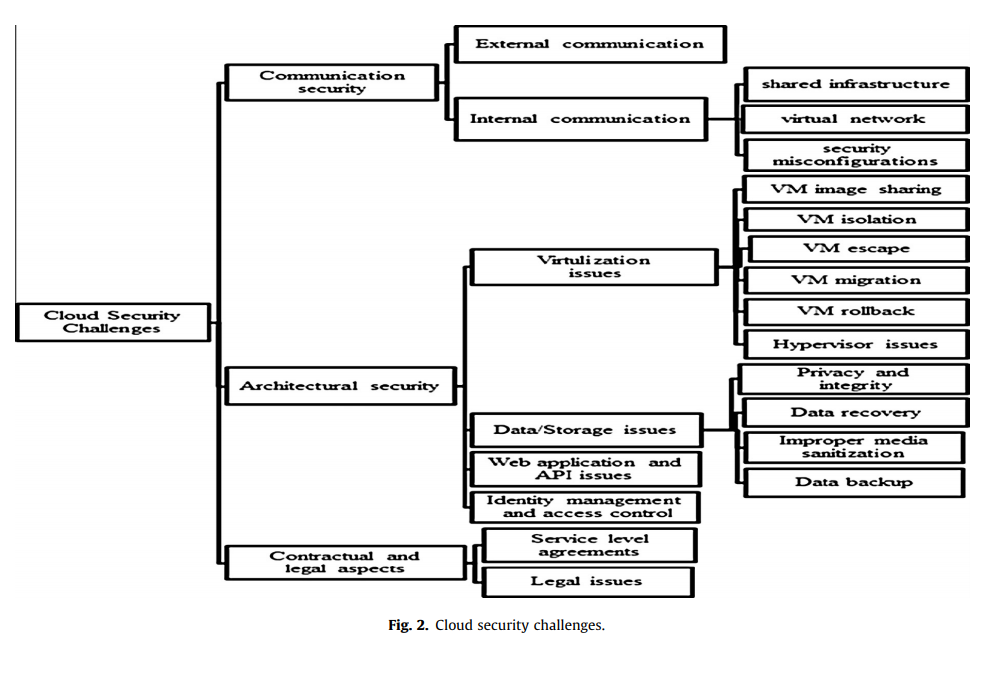 External communication
Communication
security
Internal communication
shared infrastructure
virtual network
security
misconfigurations
Cloud Security
Challenges
Architectural security
Virtulization
issues
VM image sharing
VM isolation
VM escape
VM migration
VM rollback
Hypervisor issues
Data/Storage issues
Privacy and
integrity
Data recovery
Improper media
sanitization
Data backup
Web application and
API issues
Identity management
and access control
Contractual and
legal aspects
Service level
agreements
Legal issues
Fig. 2. Cloud security challenges.